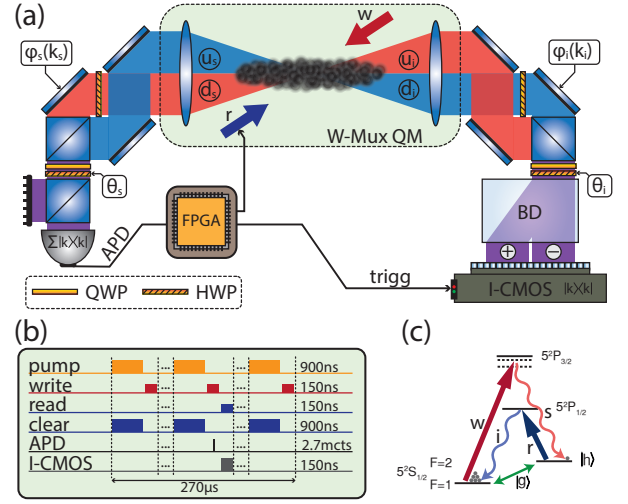 (a)
w
φs(ks)
us
ui
φi(ki)
ds
di
r
W-Mux QM
θs
θi
FPGA
BD
Σ|k⟩⟨k|
APD
+
−
trigg
I-CMOS |k⟩⟨k|
QWP
HWP
(b)
(c)
pump 900ns
write 150ns
read 150ns
clear 900ns
APD 2.7mcts
I-CMOS 150ns
270μs
5²P3/2
5²P1/2
w
s
i
r
|h⟩
5²S1/2
F=2
F=1
|g⟩